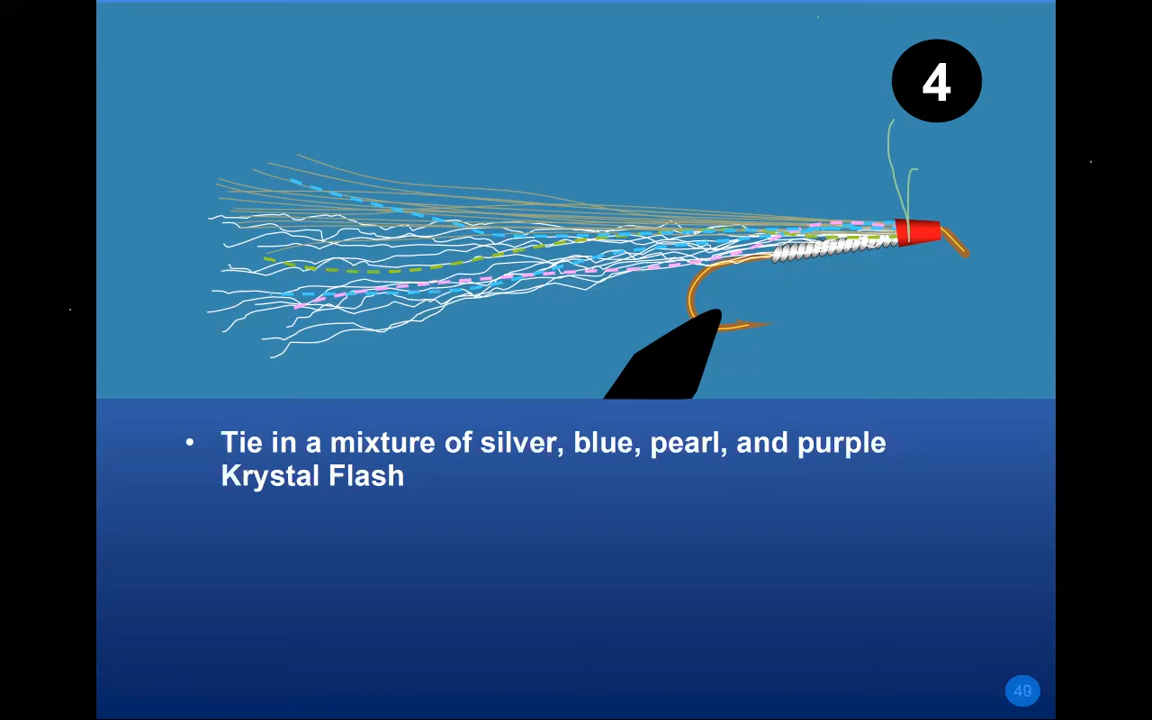 4
• Tie in a mixture of silver, blue, pearl, and purple
Krystal Flash
49